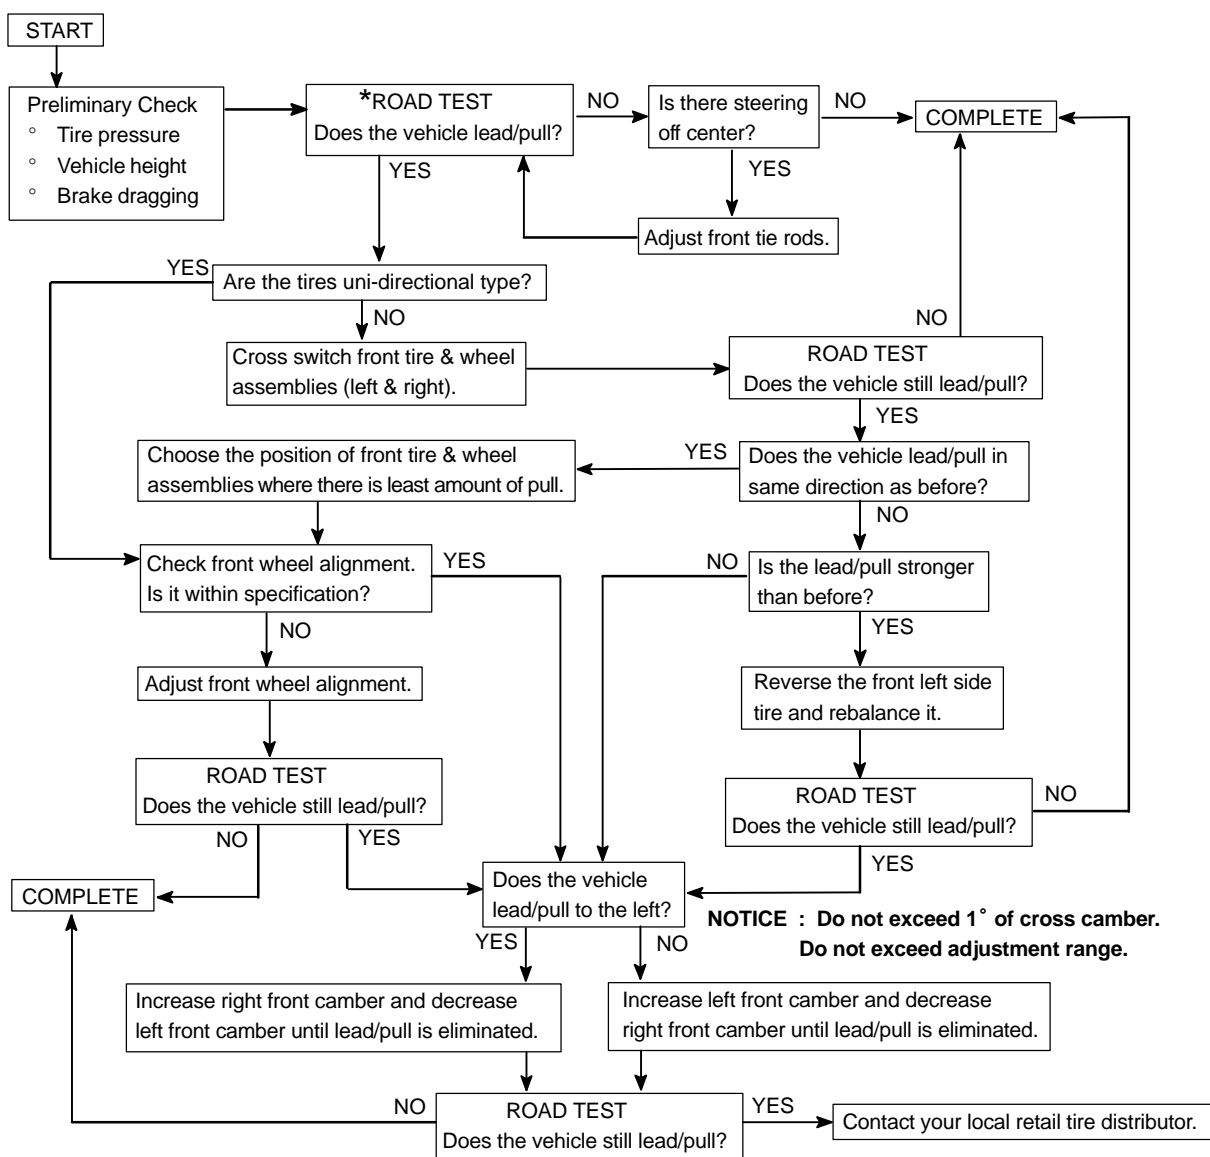 START
Preliminary Check
° Tire pressure
° Vehicle height
° Brake dragging
*ROAD TEST
Does the vehicle lead/pull?
NO
Is there steering
off center?
NO
COMPLETE
YES
YES
Adjust front tie rods.
YES
Are the tires uni-directional type?
NO
Cross switch front tire & wheel
assemblies (left & right).
NO
ROAD TEST
Does the vehicle still lead/pull?
YES
Choose the position of front tire & wheel
assemblies where there is least amount of pull.
YES
Does the vehicle lead/pull in
same direction as before?
NO
Check front wheel alignment.
Is it within specification?
YES
NO
Is the lead/pull stronger
than before?
NO
YES
Adjust front wheel alignment.
Reverse the front left side
tire and rebalance it.
ROAD TEST
Does the vehicle still lead/pull?
NO
YES
ROAD TEST
Does the vehicle still lead/pull?
NO
YES
COMPLETE
Does the vehicle
lead/pull to the left?
NOTICE : Do not exceed 1° of cross camber.
Do not exceed adjustment range.
YES
NO
Increase right front camber and decrease
left front camber until lead/pull is eliminated.
Increase left front camber and decrease
right front camber until lead/pull is eliminated.
NO
ROAD TEST
Does the vehicle still lead/pull?
YES
Contact your local retail tire distributor.